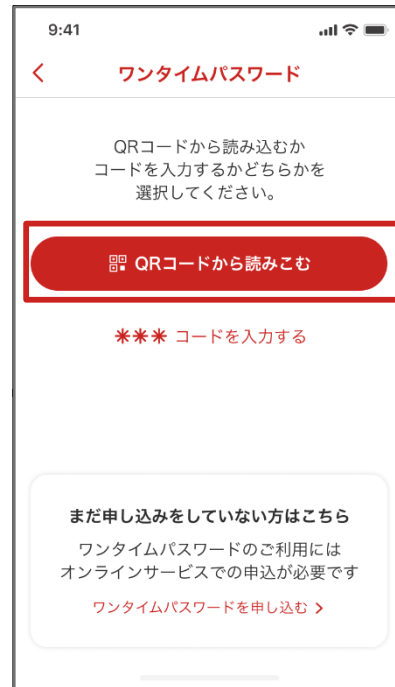 9:41
ワンタイムパスワード
QRコードから読み込むか
コードを入力するかどちらかを
選択してください。
QRコードから読みこむ
*** コードを入力する
まだ申し込みをしていない方はこちら
ワンタイムパスワードのご利用には
オンラインサービスでの申込が必要です
ワンタイムパスワードを申し込む >